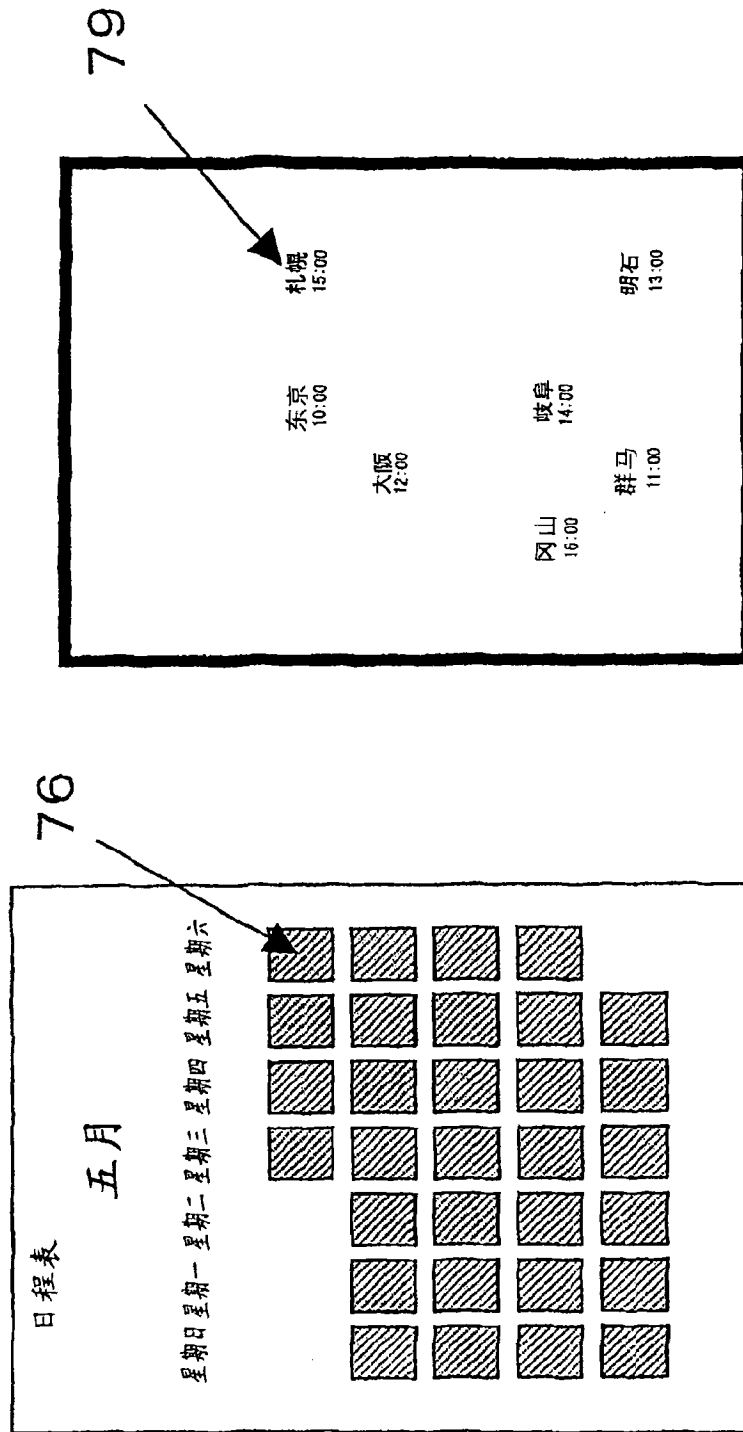 76
日程表
五月
星期日 星期一 星期二 星期三 星期四 星期五 星期六
79
东京 札幌
10:00 15:00
大阪
12:00
冈山 岐阜
16:00 14:00
群马 明石
11:00 13:00